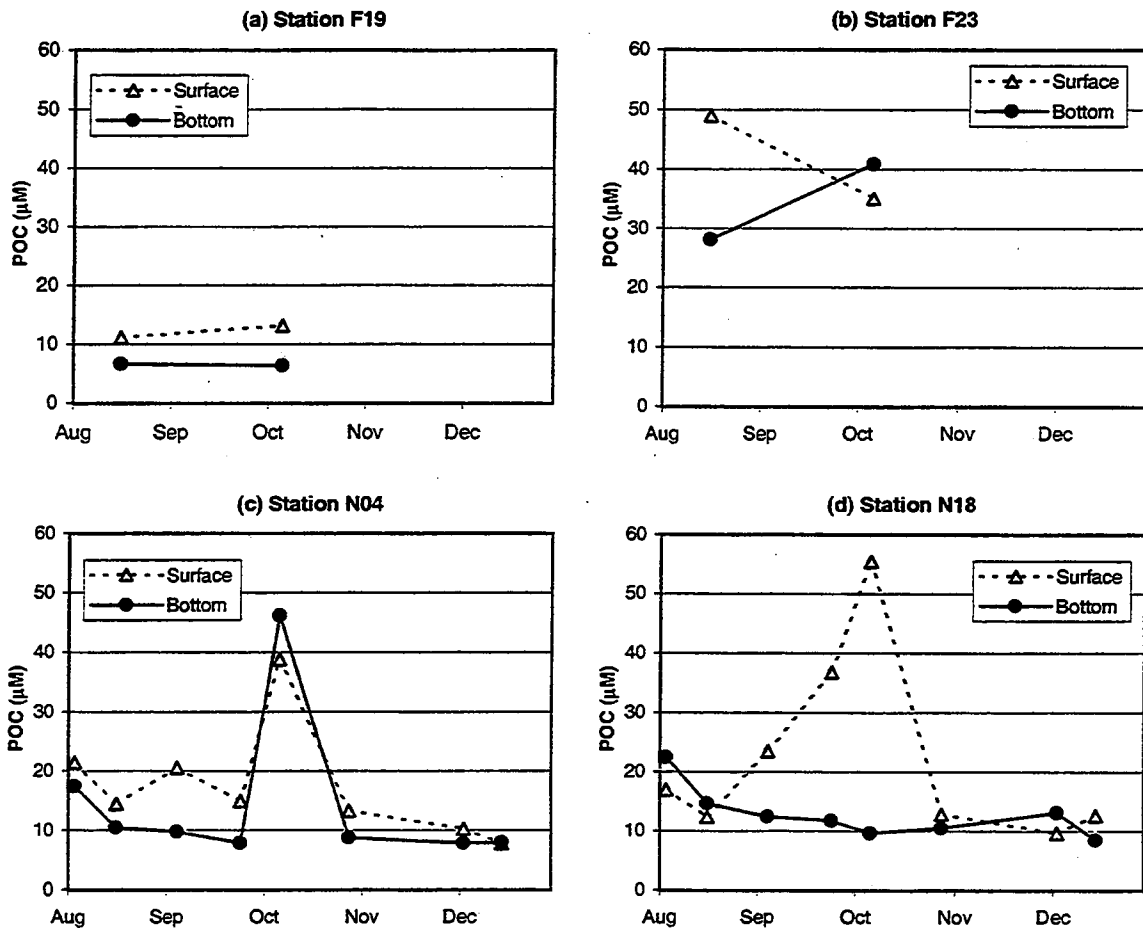 (a) Station F19
60
50
40
30
20
10
0
POC (µM)
Surface
Bottom
Aug Sep Oct Nov Dec
(b) Station F23
60
50
40
30
20
10
0
POC (µM)
Surface
Bottom
Aug Sep Oct Nov Dec
(c) Station N04
60
50
40
30
20
10
0
POC (µM)
Surface
Bottom
Aug Sep Oct Nov Dec
(d) Station N18
60
50
40
30
20
10
0
POC (µM)
Surface
Bottom
Aug Sep Oct Nov Dec